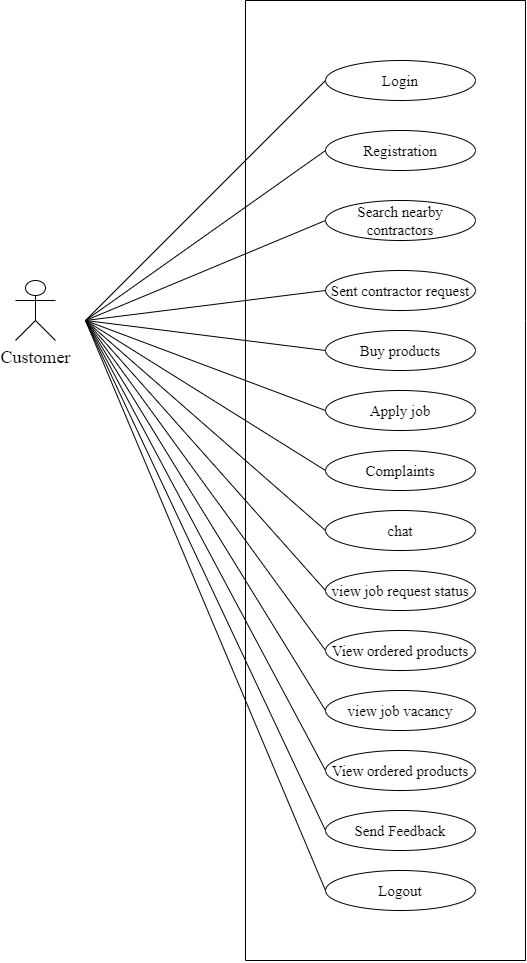 Login
Registration
Search nearby
contractors
Sent contractor request
Customer
Buy products
Apply job
Complaints
chat
view job request status
View ordered products
view job vacancy
View ordered products
Send Feedback
Logout